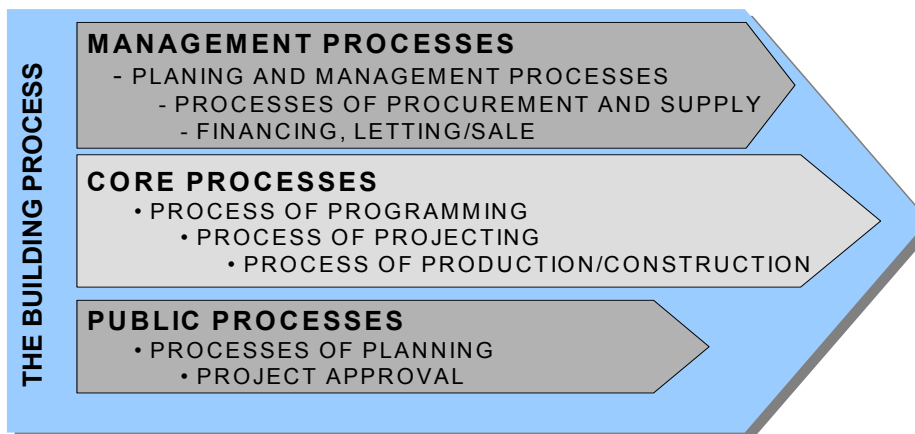 THE BUILDING PROCESS
MANAGEMENT PROCESSES
- PLANING AND MANAGEMENT PROCESSES
- PROCESSES OF PROCUREMENT AND SUPPLY
- FINANCING, LETTING/SALE
CORE PROCESSES
• PROCESS OF PROGRAMMING
• PROCESS OF PROJECTING
• PROCESS OF PRODUCTION/CONSTRUCTION
PUBLIC PROCESSES
• PROCESSES OF PLANNING
• PROJECT APPROVAL